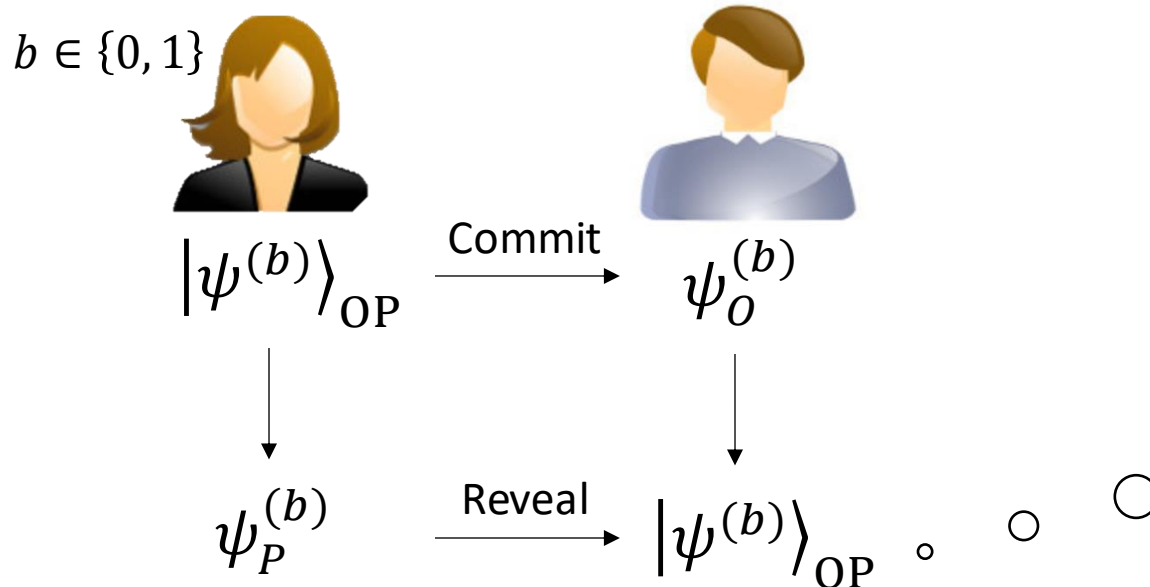 b ∈ {0, 1}
|ψ^(b)⟩_OP
Commit
ψ_O^(b)
ψ_P^(b)
Reveal
|ψ^(b)⟩_OP